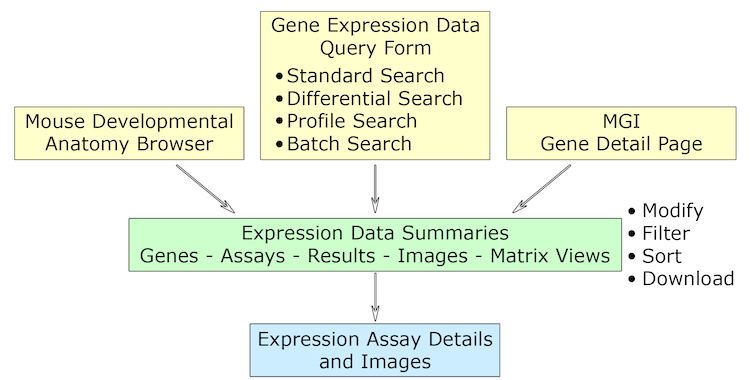 Gene Expression Data
Query Form
• Standard Search
• Differential Search
• Profile Search
• Batch Search
Mouse Developmental
Anatomy Browser
MGI
Gene Detail Page
Expression Data Summaries
Genes - Assays - Results - Images - Matrix Views
• Modify
• Filter
• Sort
• Download
Expression Assay Details
and Images